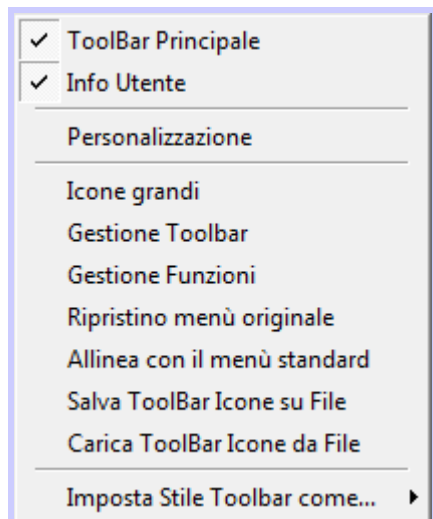 ToolBar Principale
Info Utente
Personalizzazione
Icone grandi
Gestione Toolbar
Gestione Funzioni
Ripristino menù originale
Allinea con il menù standard
Salva ToolBar Icone su File
Carica ToolBar Icone da File
Imposta Stile Toolbar come...